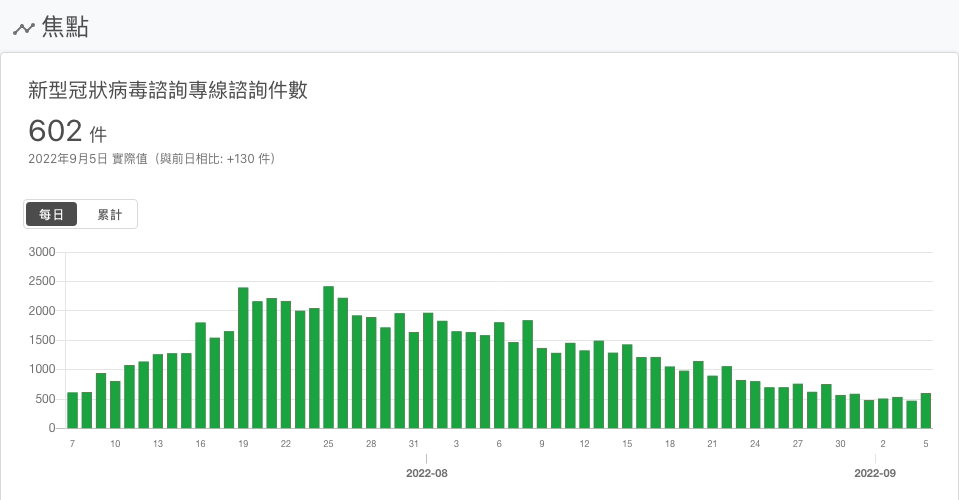 焦點
新型冠狀病毒諮詢專線諮詢件數
602 件
2022年9月5日 實際值（與前日相比: +130 件）
每日 累計
3000
2500
2000
1500
1000
500
0
7 10 13 16 19 22 25 28 31 3 6 9 12 15 18 21 24 27 30 2 5
2022-08 2022-09